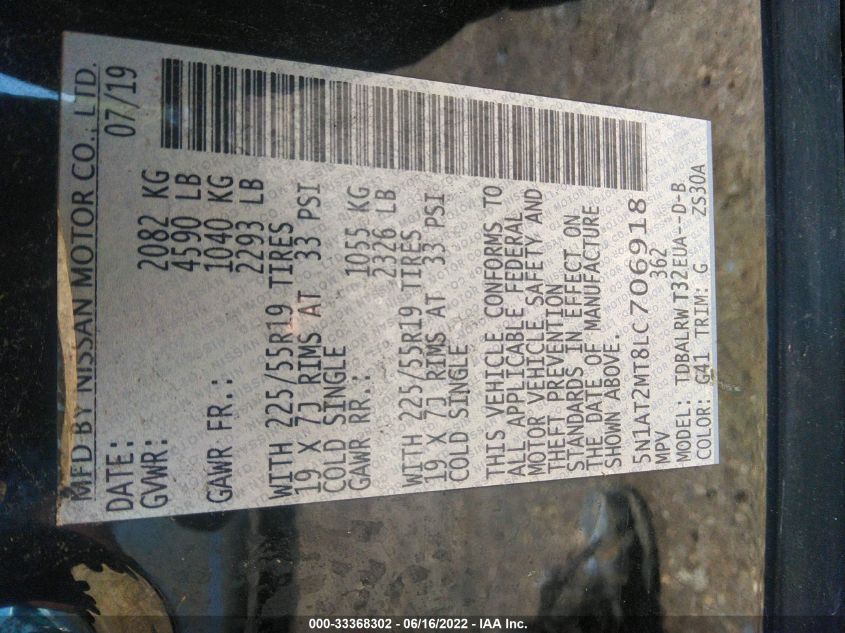 MFD BY NISSAN MOTOR CO., LTD.
DATE: 07/19
GVWR: 2082 KG
4590 LB
GAWR FR.: 1040 KG
2293 LB
WITH 225/55R19 TIRES
19 X 7J RIMS AT 33 PSI
COLD SINGLE
GAWR RR.: 1055 KG
2326 LB
WITH 225/55R19 TIRES
19 X 7J RIMS AT 33 PSI
COLD SINGLE
THIS VEHICLE CONFORMS TO
ALL APPLICABLE FEDERAL
MOTOR VEHICLE SAFETY AND
THEFT PREVENTION
STANDARDS IN EFFECT ON
THE DATE OF MANUFACTURE
SHOWN ABOVE.
5N1AT2MT8LC706918
MPV 362
MODEL: TDBALRWT32EUA--D-B
COLOR: G41 TRIM: G ZS30A
000-33368302 - 06/16/2022 - IAA Inc.